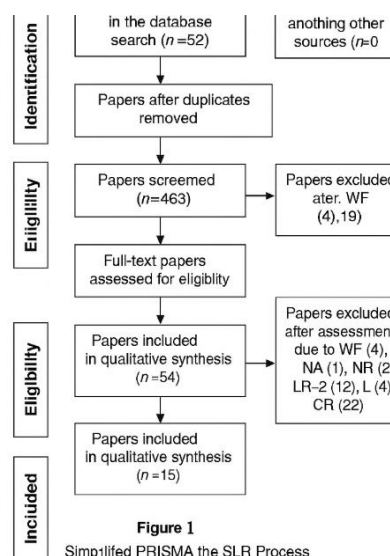 in the database
search (n=52)
anothing other
sources (n=0
Identification
Papers after duplicates
removed
Papers screemed
(n=463)
Papers excluded
ater. WF
(4),19)
Full-text papers
assessed for eligiblity
Papers included
in qualitative synthesis
n=54)
Papers excluded
after assessmen
due to WF (4),
NA (1), NR (2
LR-2 (12), L (4)
CR (22)
Eligibility
Papers included
in qualitative synthesis
(n=15)
Included
Figure 1
Simplifed PRISMA the SLR Process